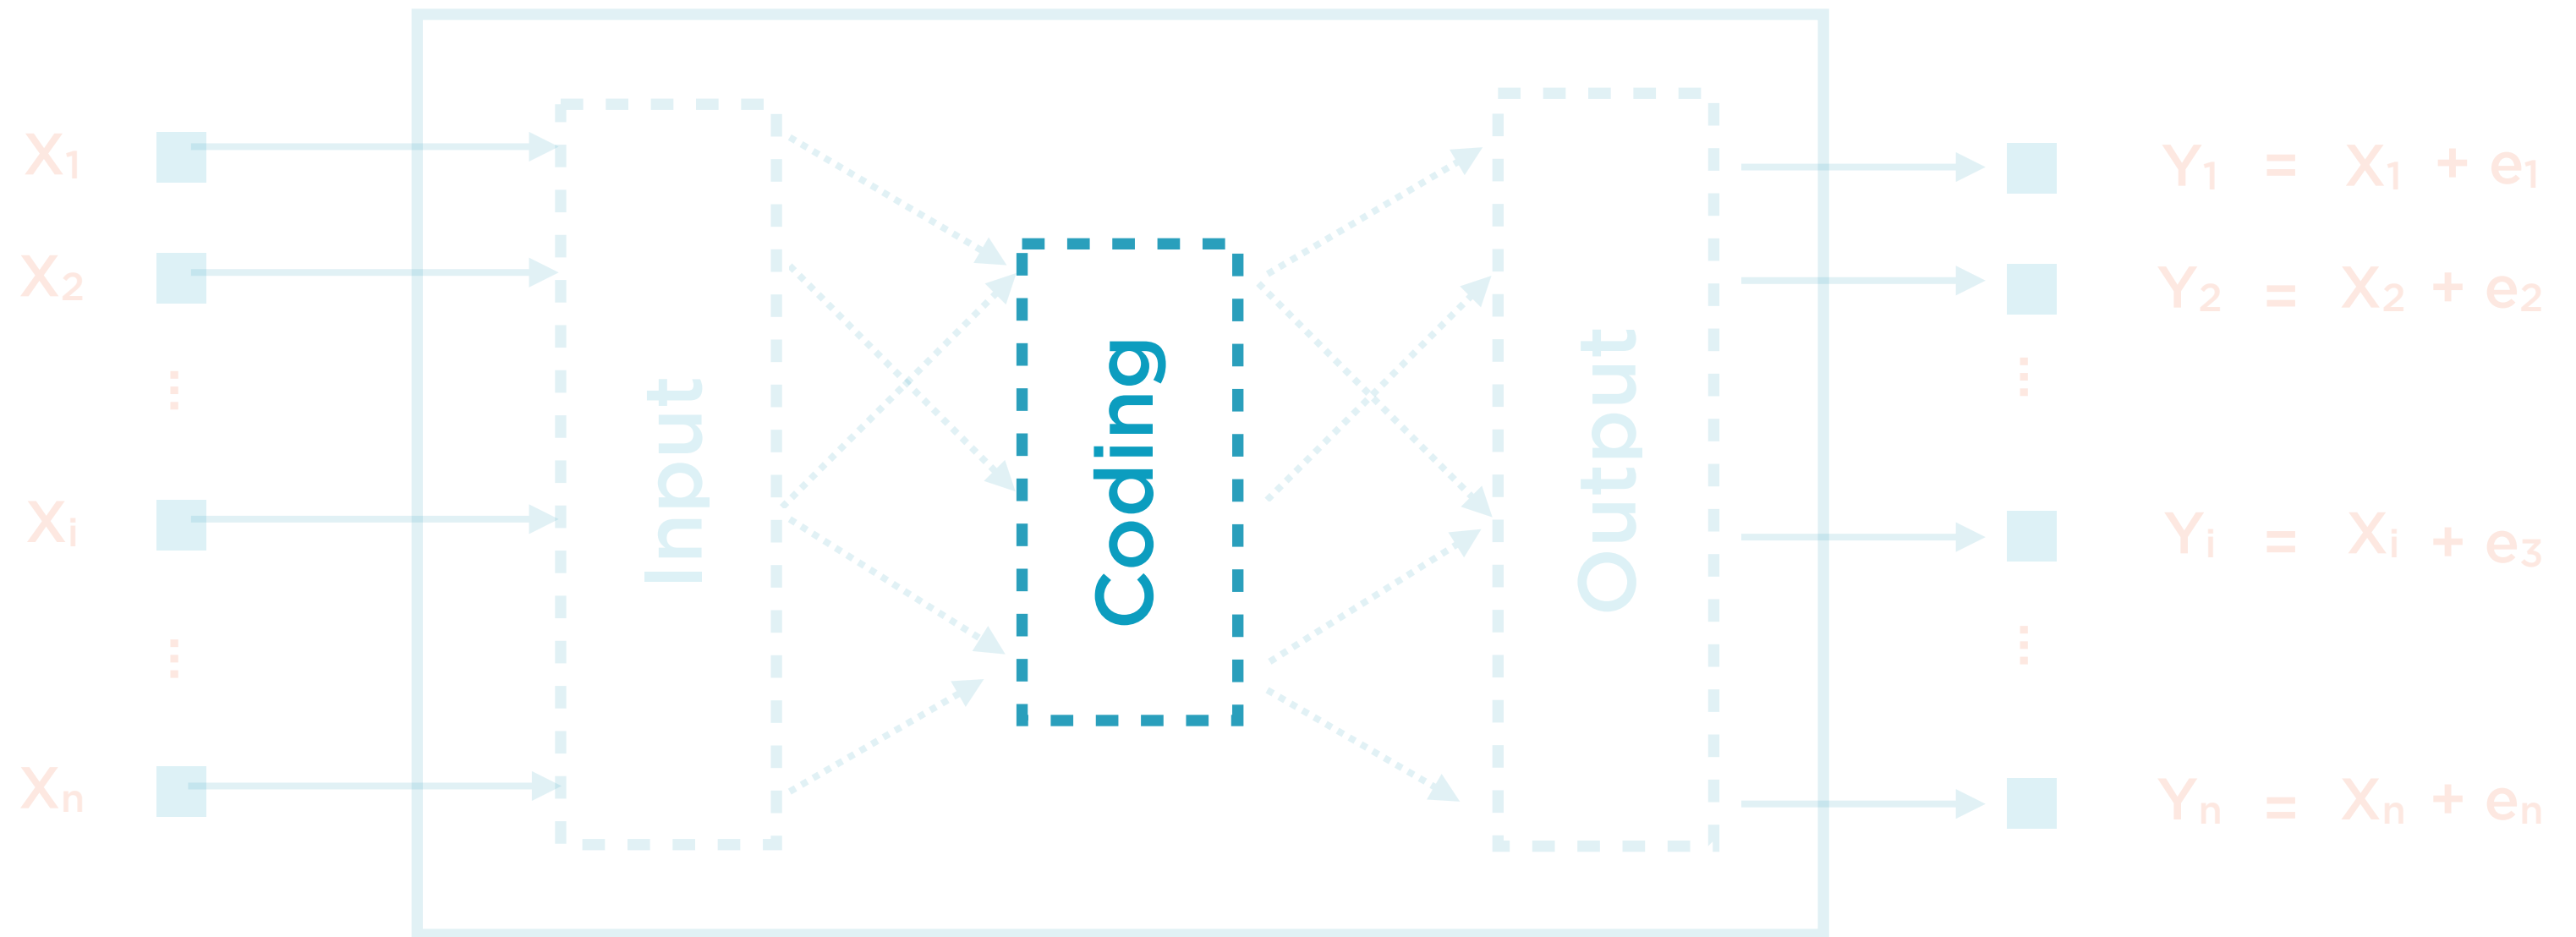 X1
Y1 = X1 + e1
X2
Y2 = X2 + e2
⋮
⋮
Input
Coding
Output
Xi
Yi = Xi + e3
⋮
⋮
Xn
Yn = Xn + en